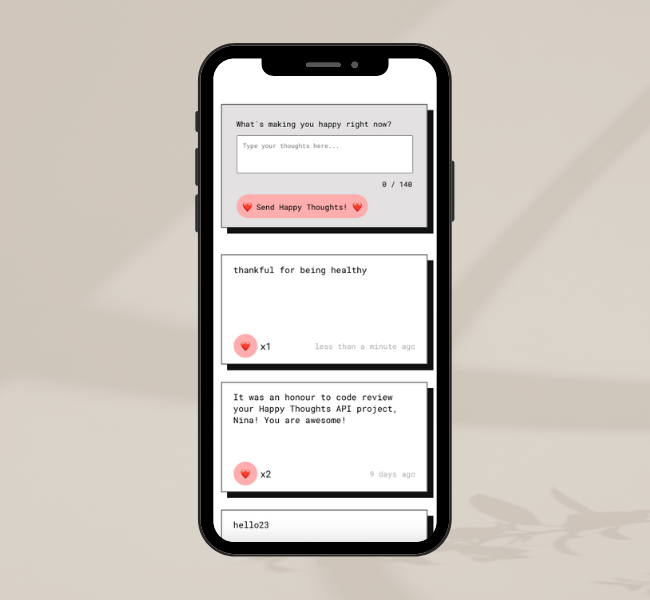 What's making you happy right now?
Type your thoughts here...
0 / 140
Send Happy Thoughts!
thankful for being healthy
x1 less than a minute ago
It was an honour to code review
your Happy Thoughts API project,
Nina! You are awesome!
x2 9 days ago
hello23